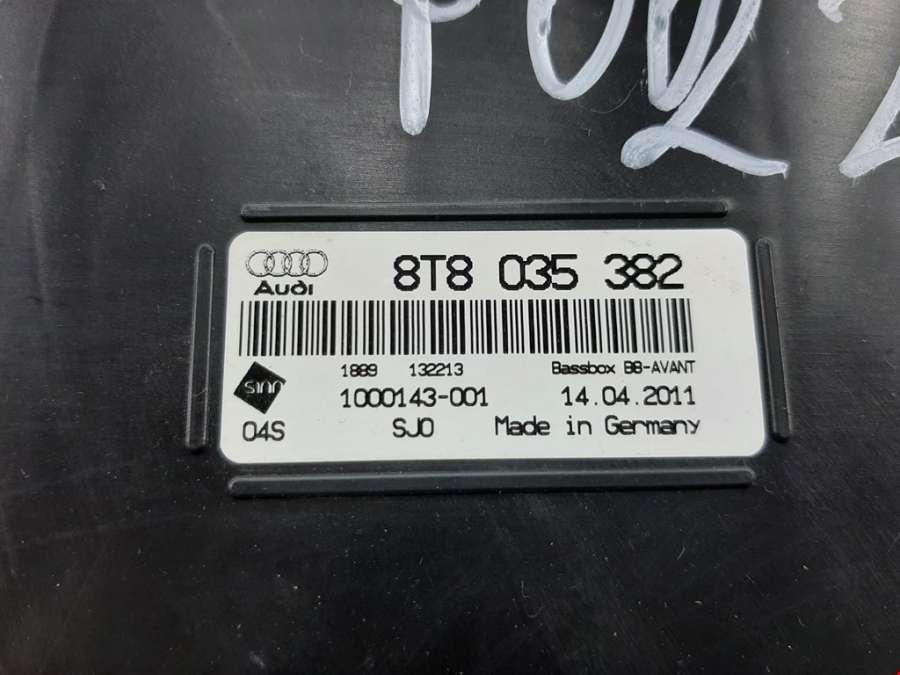 Audi
8T8 035 382
1889 132213 Bassbox B8-AVANT
sinn
1000143-001 14.04.2011
04S SJ0 Made in Germany